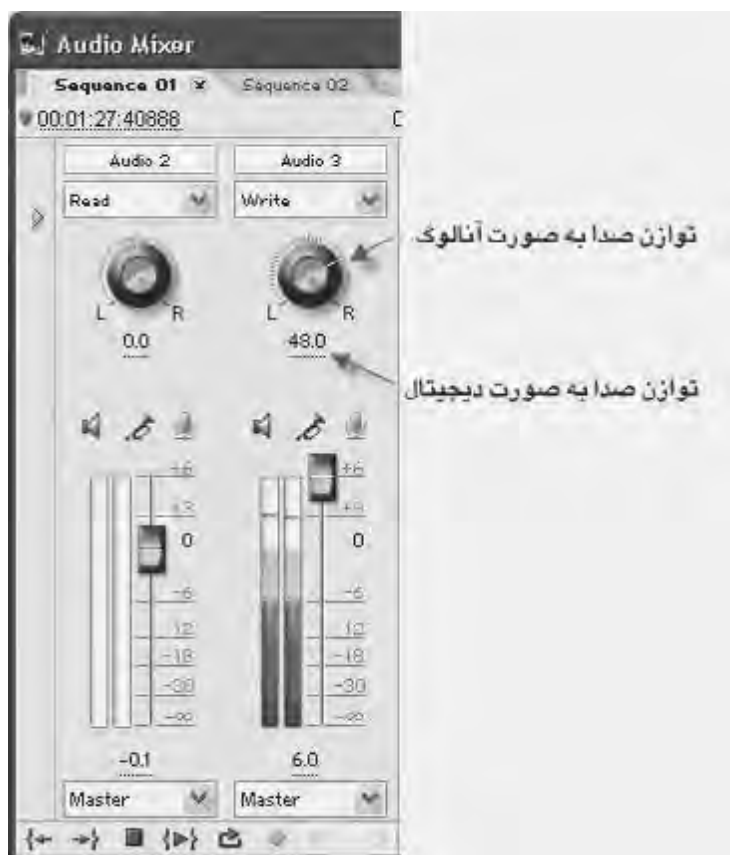 Audio Mixer
Sequence 01 × Sequence 02
00:01:27:40888
Audio 2 Audio 3
Read Write
توازن صدا به صورت آنالوگ
L R L R
0.0 48.0
توازن صدا به صورت دیجیتال
+6 +6
+3 +3
0 0
-6 -6
-12 -12
-18 -18
-30 -30
-∞ -∞
-0.1 6.0
Master Master